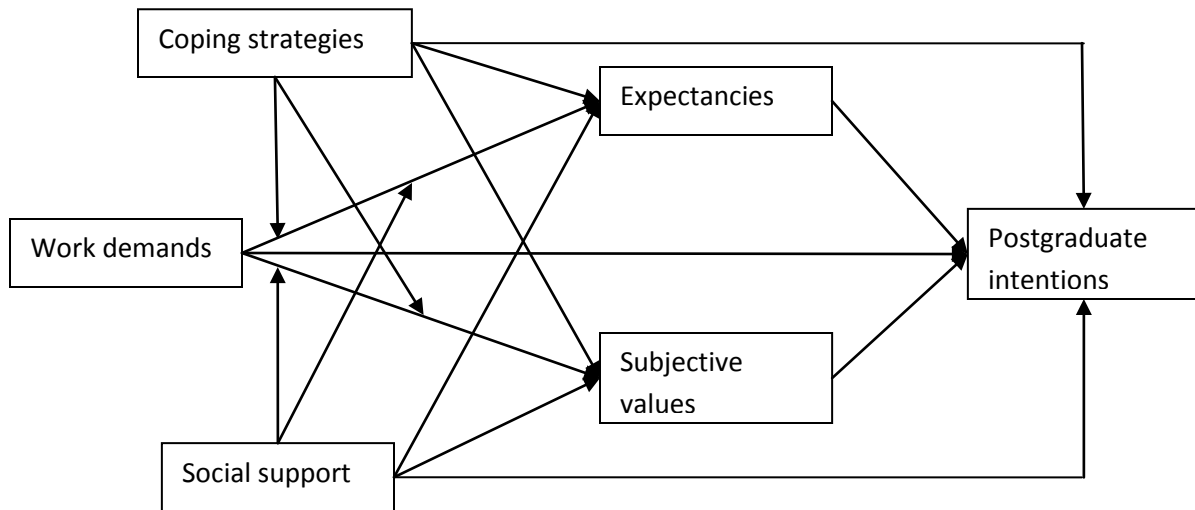 Coping strategies
Expectancies
Work demands
Postgraduate
intentions
Subjective
values
Social support